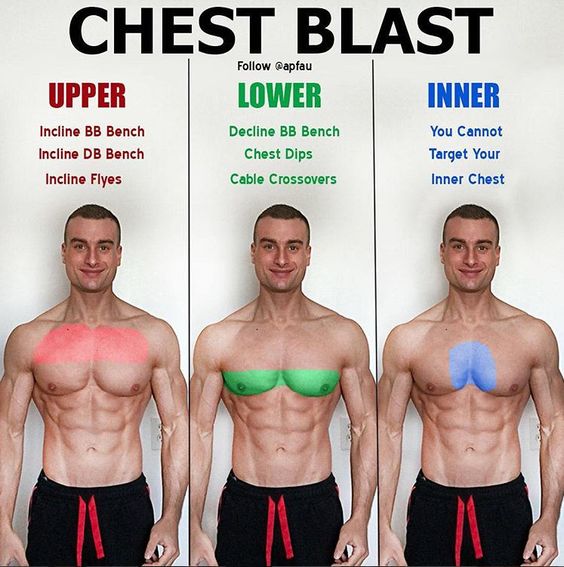 CHEST BLAST
Follow @apfau
UPPER
Incline BB Bench
Incline DB Bench
Incline Flyes
LOWER
Decline BB Bench
Chest Dips
Cable Crossovers
INNER
You Cannot
Target Your
Inner Chest